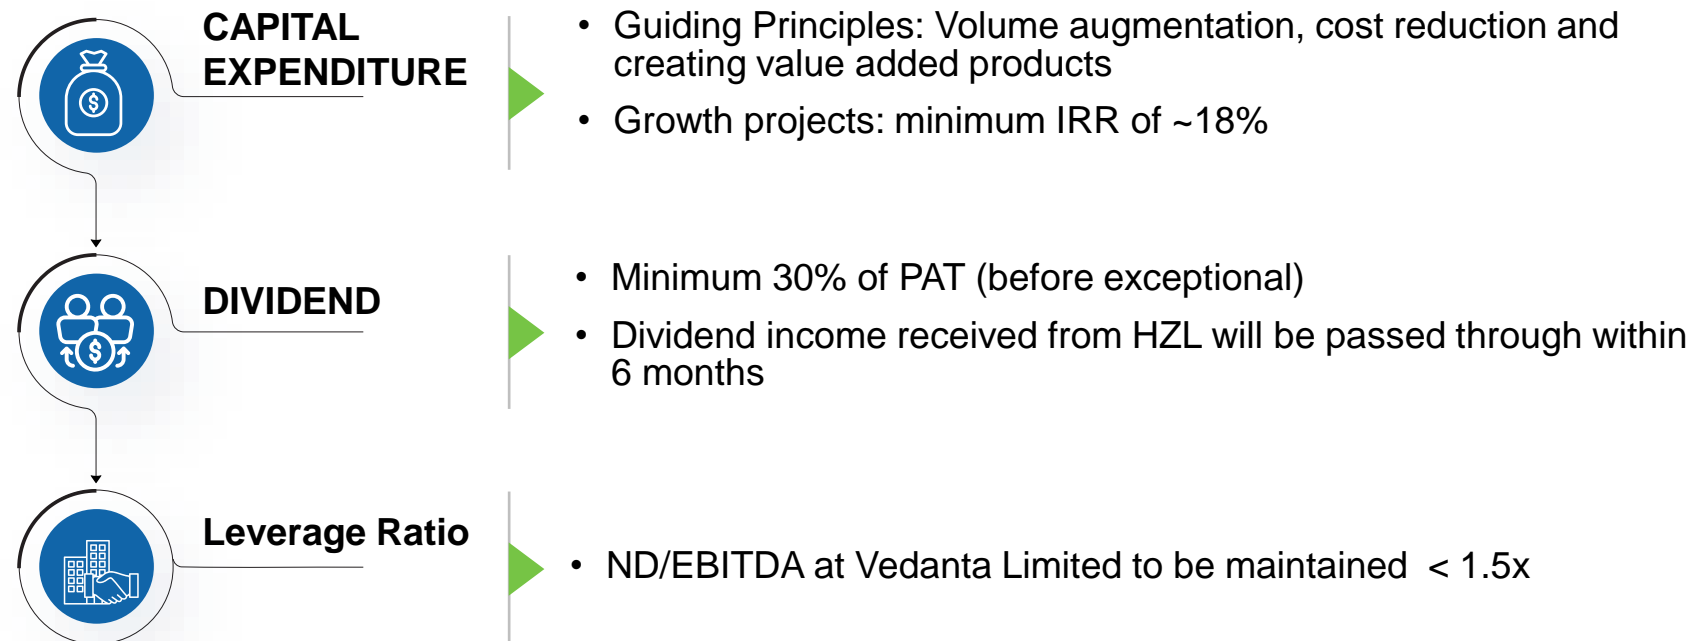 CAPITAL
EXPENDITURE
• Guiding Principles: Volume augmentation, cost reduction and
creating value added products
• Growth projects: minimum IRR of ~18%
DIVIDEND
• Minimum 30% of PAT (before exceptional)
• Dividend income received from HZL will be passed through within
6 months
Leverage Ratio
• ND/EBITDA at Vedanta Limited to be maintained < 1.5x